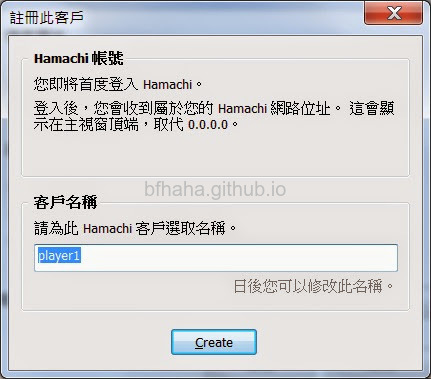 註冊此客戶
Hamachi 帳號
您即將首度登入 Hamachi。
登入後，您會收到屬於您的 Hamachi 網路位址。 這會顯
示在主視窗頂端，取代 0.0.0.0。
bfhaha.github.io
客戶名稱
請為此 Hamachi 客戶選取名稱。
player1
日後您可以修改此名稱。
Create